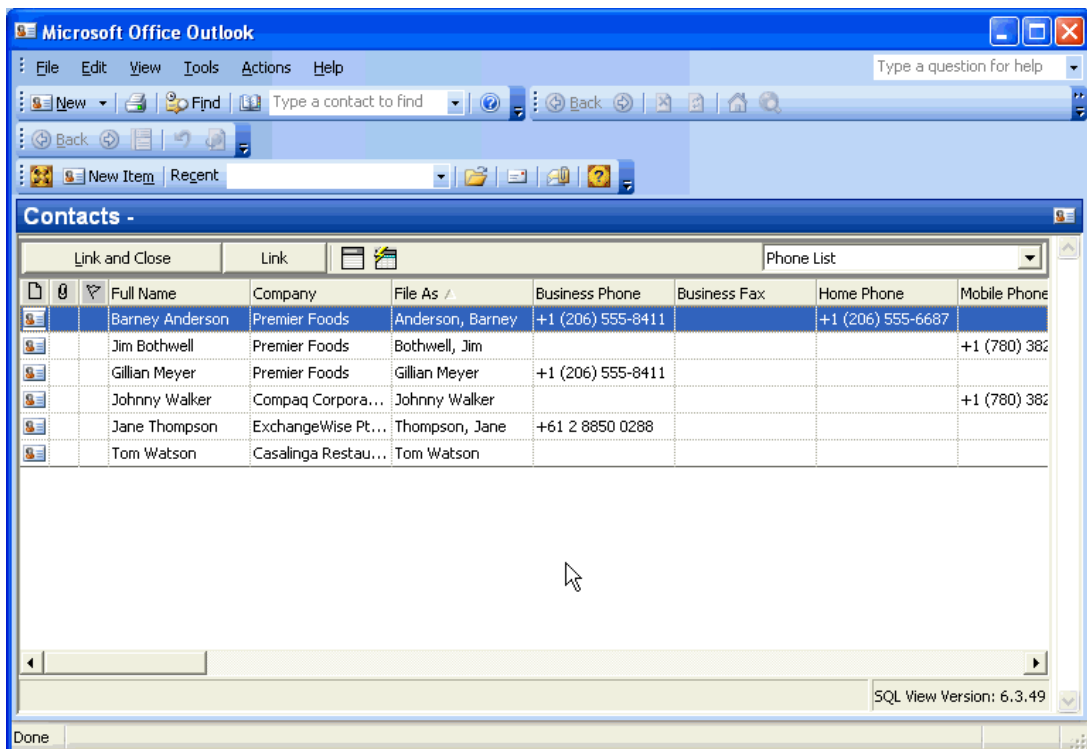 Microsoft Office Outlook
File Edit View Tools Actions Help Type a question for help
New Find Type a contact to find Back
Back
New Item Recent
Contacts -
Link and Close Link Phone List
Full Name Company File As Business Phone Business Fax Home Phone Mobile Phone
Barney Anderson Premier Foods Anderson, Barney +1 (206) 555-8411 +1 (206) 555-6687
Jim Bothwell Premier Foods Bothwell, Jim +1 (780) 382
Gillian Meyer Premier Foods Gillian Meyer +1 (206) 555-8411
Johnny Walker Compaq Corpora... Johnny Walker +1 (780) 382
Jane Thompson ExchangeWise Pt... Thompson, Jane +61 2 8850 0288
Tom Watson Casalinga Restau... Tom Watson
SQL View Version: 6.3.49
Done